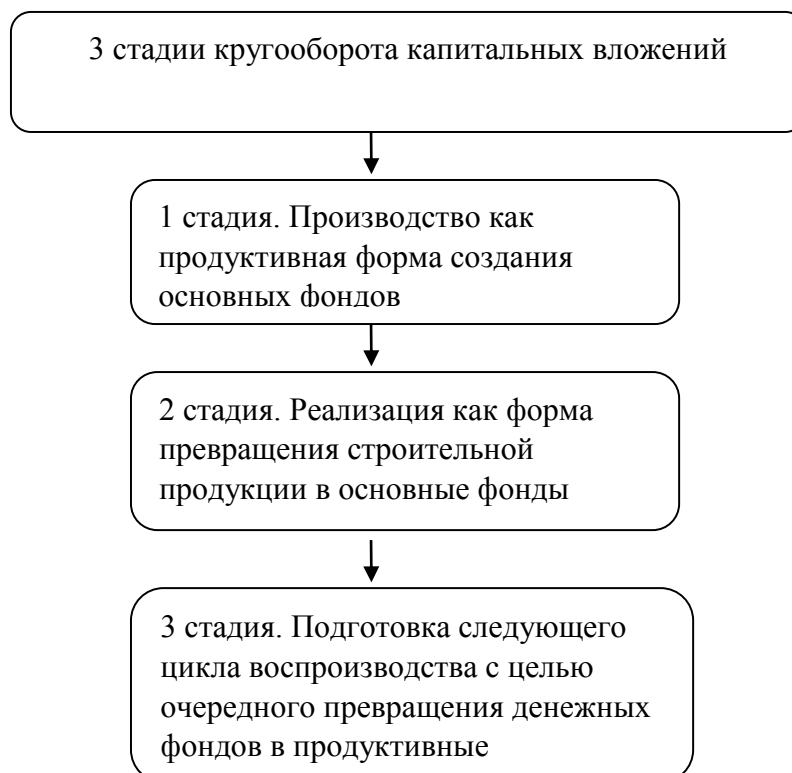 3 стадии кругооборота капитальных вложений
1 стадия. Производство как
продуктивная форма создания
основных фондов
2 стадия. Реализация как форма
превращения строительной
продукции в основные фонды
3 стадия. Подготовка следующего
цикла воспроизводства с целью
очередного превращения денежных
фондов в продуктивные